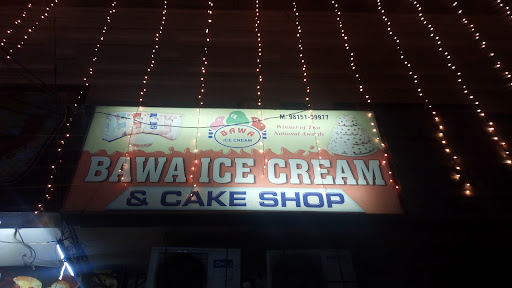 BAWA
ICE CREAM
M. 98151-39977
Winner of Two
National Awards
BAWA ICE CREAM
& CAKE SHOP